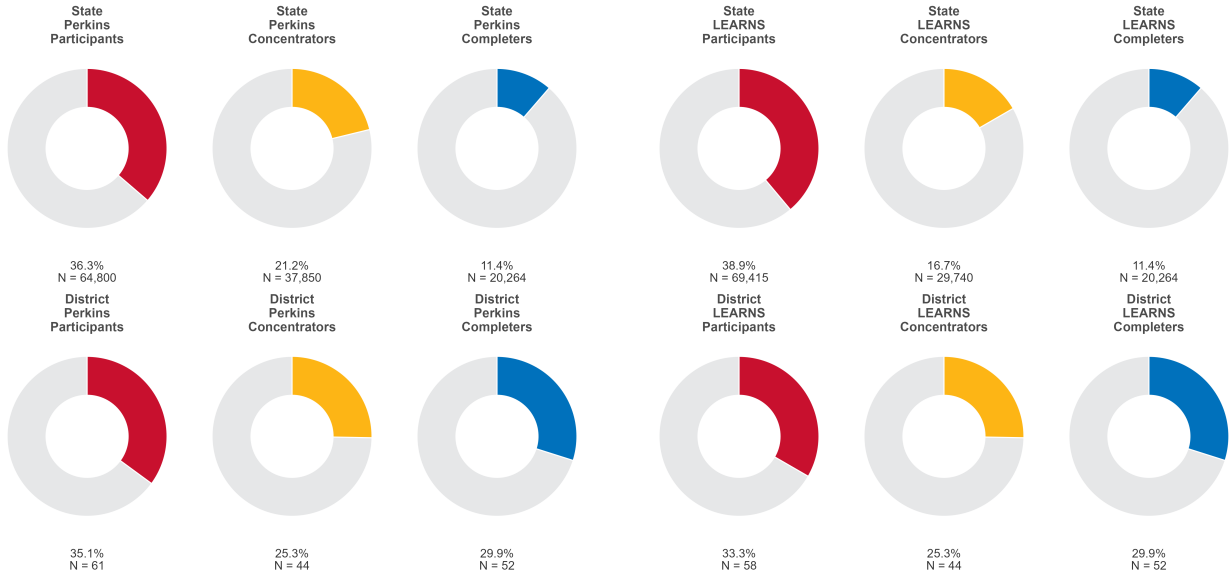 State
Perkins
Participants
State
Perkins
Concentrators
State
Perkins
Completers
State
LEARNS
Participants
State
LEARNS
Concentrators
State
LEARNS
Completers
36.3%
N = 64,800
21.2%
N = 37,850
11.4%
N = 20,264
38.9%
N = 69,415
16.7%
N = 29,740
11.4%
N = 20,264
District
Perkins
Participants
District
Perkins
Concentrators
District
Perkins
Completers
District
LEARNS
Participants
District
LEARNS
Concentrators
District
LEARNS
Completers
35.1%
N = 61
25.3%
N = 44
29.9%
N = 52
33.3%
N = 58
25.3%
N = 44
29.9%
N = 52